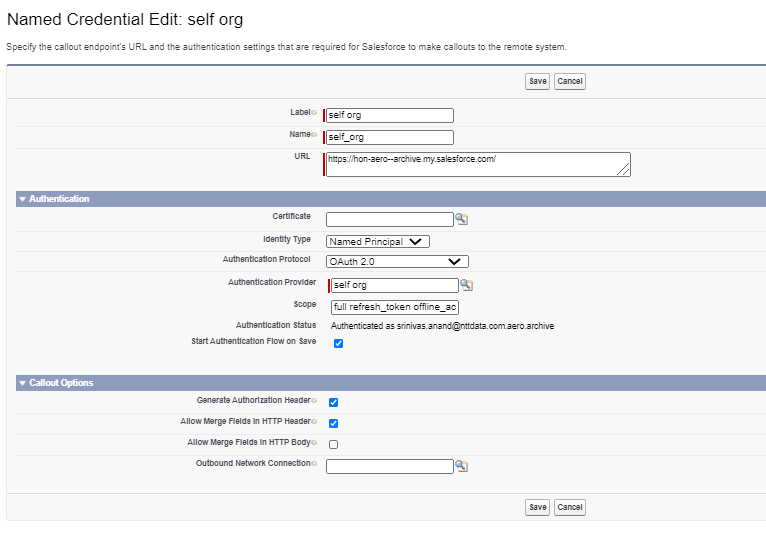 Named Credential Edit: self org
Specify the callout endpoint's URL and the authentication settings that are required for Salesforce to make callouts to the remote system.
Save Cancel
Label self org
Name self_org
URL https://hon-aero--archive.my.salesforce.com/
Authentication
Certificate
Identity Type Named Principal
Authentication Protocol OAuth 2.0
Authentication Provider self org
Scope full refresh_token offline_ac
Authentication Status Authenticated as srinivas.anand@nttdata.com.aero.archive
Start Authentication Flow on Save
Callout Options
Generate Authorization Header
Allow Merge Fields in HTTP Header
Allow Merge Fields in HTTP Body
Outbound Network Connection
Save Cancel